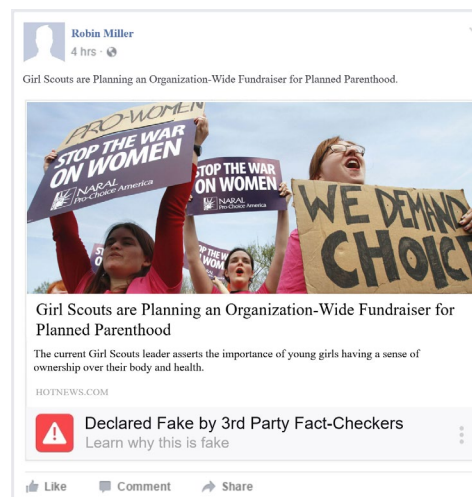 Robin Miller
4 hrs ·
Girl Scouts are Planning an Organization-Wide Fundraiser for Planned Parenthood.
PRO-WOMEN
STOP THE WAR
ON WOMEN
NARAL
Pro-Choice America
STOP THE WAR
ON WOMEN
NARAL
Pro-Choice America
WE DEMAND
CHOIC
Girl Scouts are Planning an Organization-Wide Fundraiser for
Planned Parenthood
The current Girl Scouts leader asserts the importance of young girls having a sense of
ownership over their body and health.
HOTNEWS.COM
Declared Fake by 3rd Party Fact-Checkers
Learn why this is fake
Like Comment Share